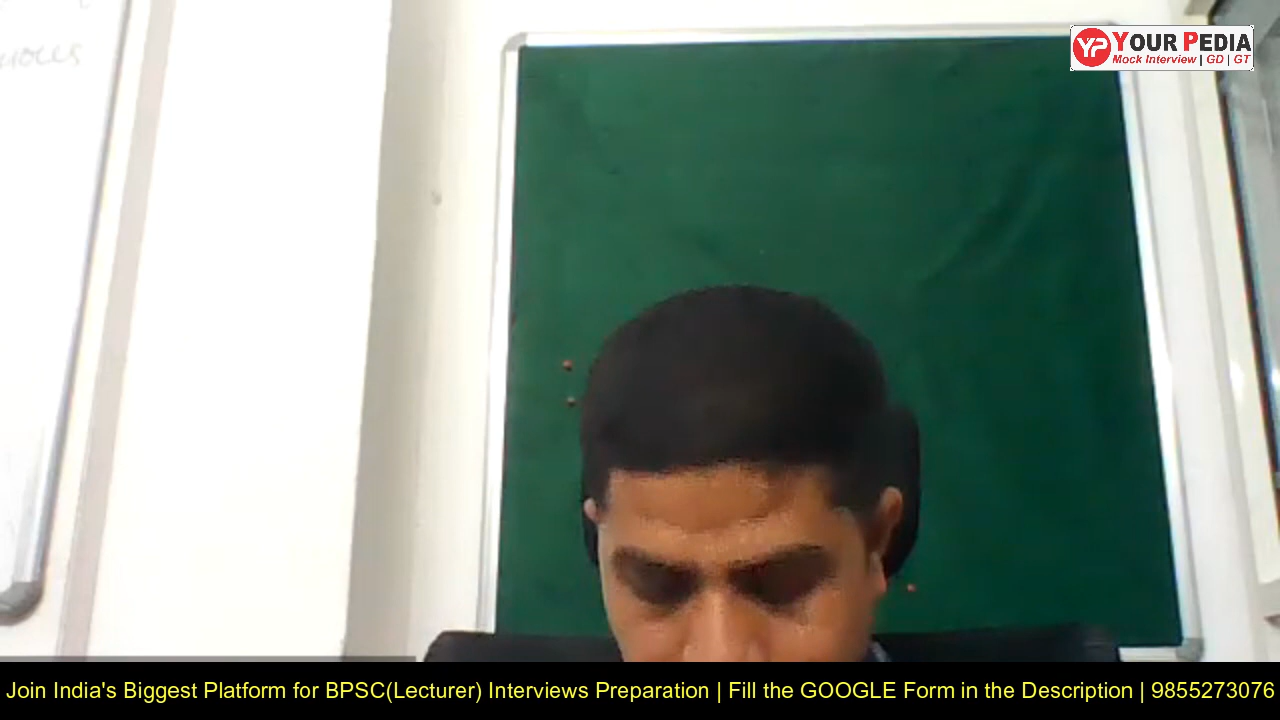 YOUR PEDIA
Mock Interview | GD | GT
Join India's Biggest Platform for BPSC(Lecturer) Interviews Preparation | Fill the GOOGLE Form in the Description | 9855273076